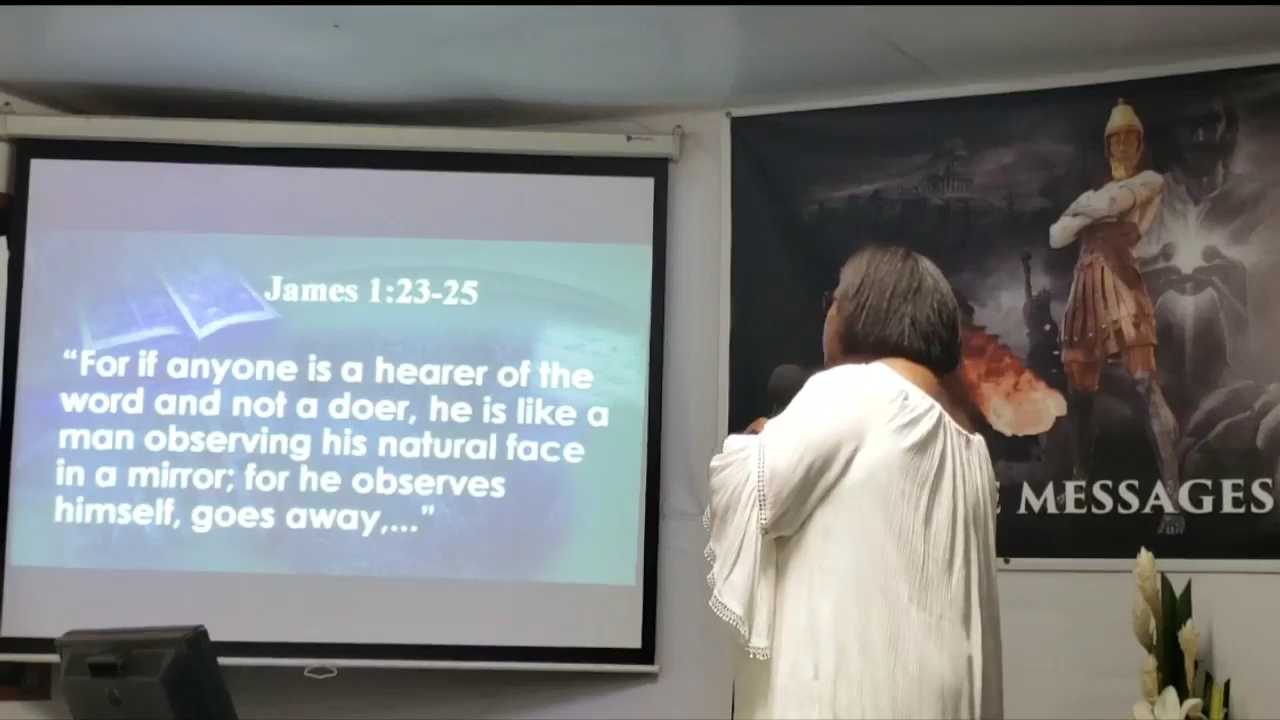 James 1:23-25
“For if anyone is a hearer of the
word and not a doer, he is like a
man observing his natural face
in a mirror; for he observes
himself, goes away,...”
MESSAGES